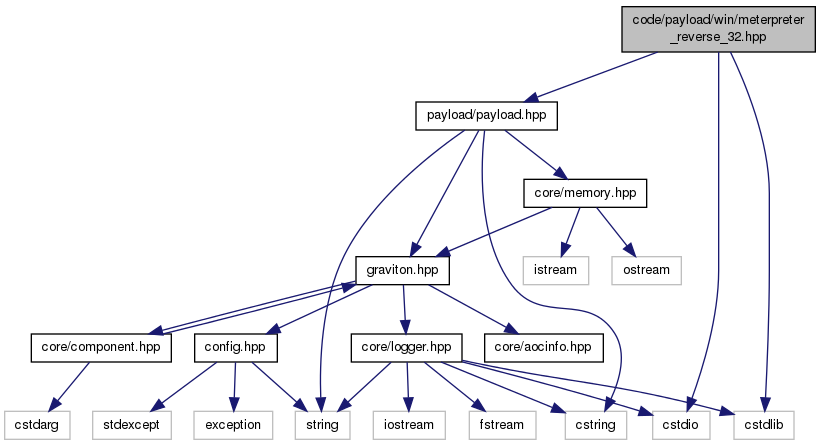 code/payload/win/meterpreter
_reverse_32.hpp
payload/payload.hpp
core/memory.hpp
graviton.hpp
istream
ostream
core/component.hpp
config.hpp
core/logger.hpp
core/aocinfo.hpp
cstdarg
stdexcept
exception
string
iostream
fstream
cstring
cstdio
cstdlib